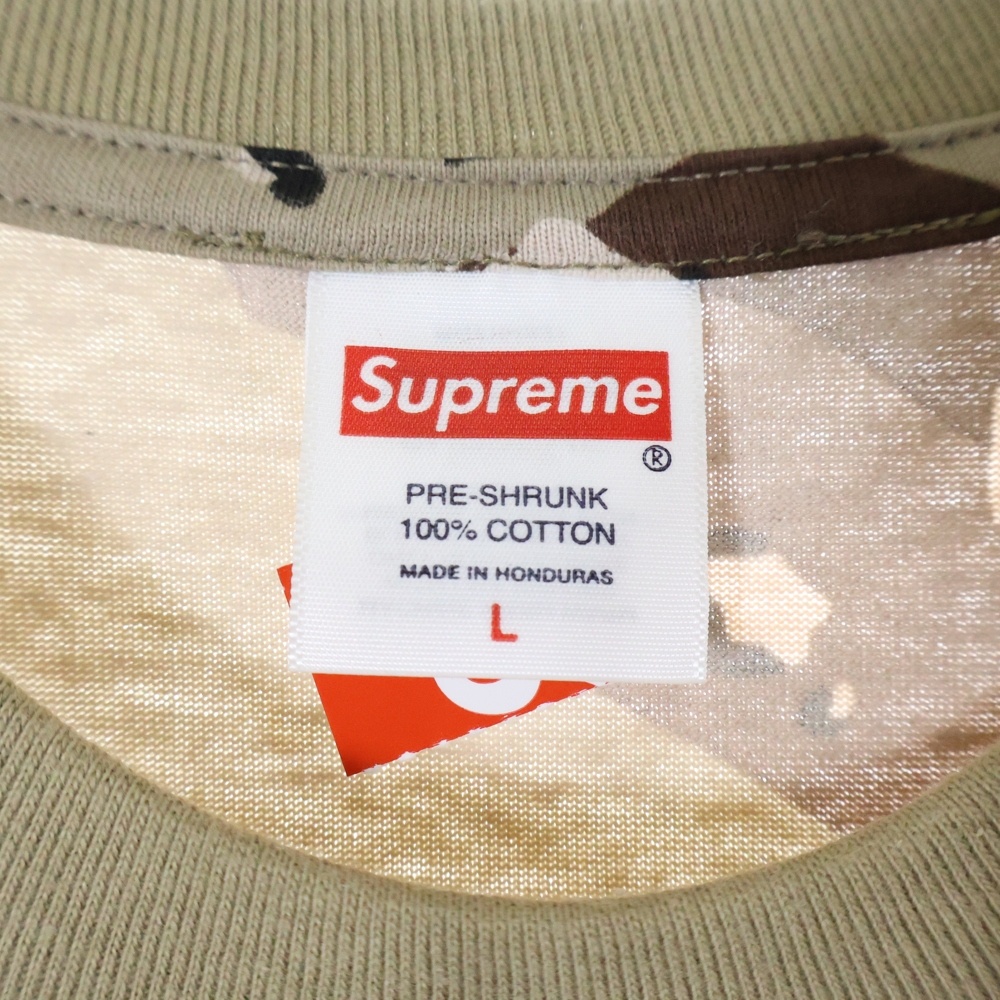 Supreme
®
PRE-SHRUNK
100% COTTON
MADE IN HONDURAS
L